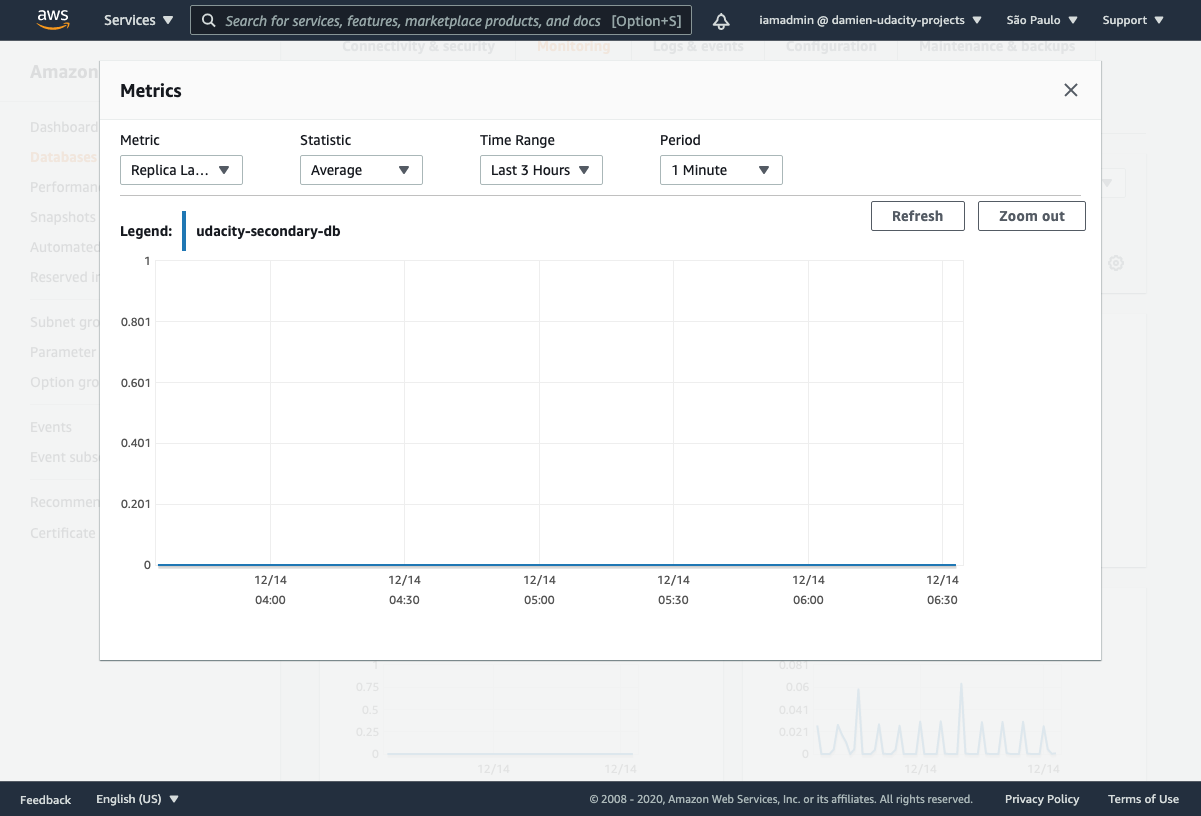 aws Services Search for services, features, marketplace products, and docs [Option+S] iamadmin @ damien-udacity-projects São Paulo Support
Connectivity & security Monitoring Logs & events Configuration Maintenance & backups
Amazon
Dashboard
Databases
Performan
Snapshots
Automated
Reserved In
Subnet gro
Parameter
Option gro
Events
Event subs
Recommen
Certificate
Metrics
Metric Statistic Time Range Period
Replica La... Average Last 3 Hours 1 Minute
Refresh Zoom out
Legend: udacity-secondary-db
1
0.801
0.601
0.401
0.201
0
12/14 12/14 12/14 12/14 12/14 12/14
04:00 04:30 05:00 05:30 06:00 06:30
1 0.081
0.75 0.06
0.5 0.041
0.25 0.021
0 0
12/14 12/14 12/14 12/14
Feedback English (US) © 2008 - 2020, Amazon Web Services, Inc. or its affiliates. All rights reserved. Privacy Policy Terms of Use